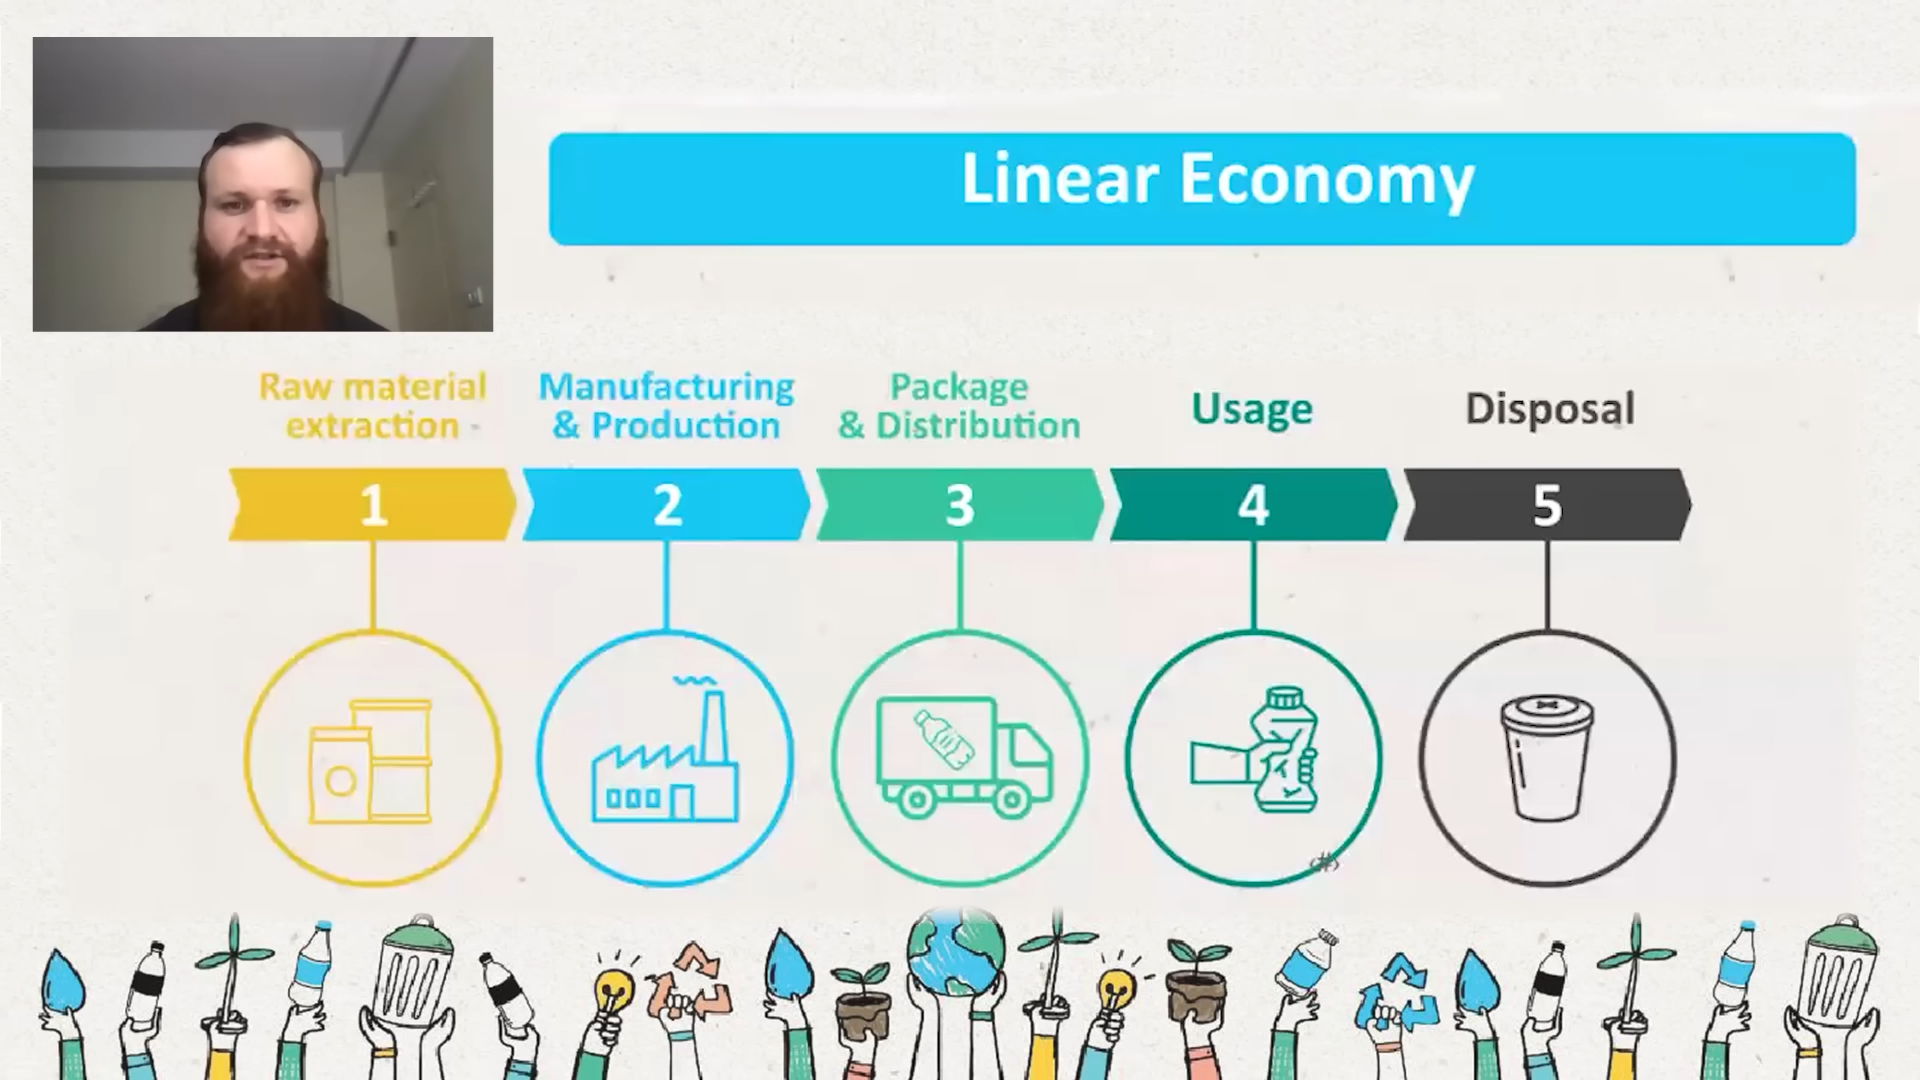 Linear Economy
Raw material
extraction
Manufacturing
& Production
Package
& Distribution
Usage
Disposal
1
2
3
4
5
‹#›